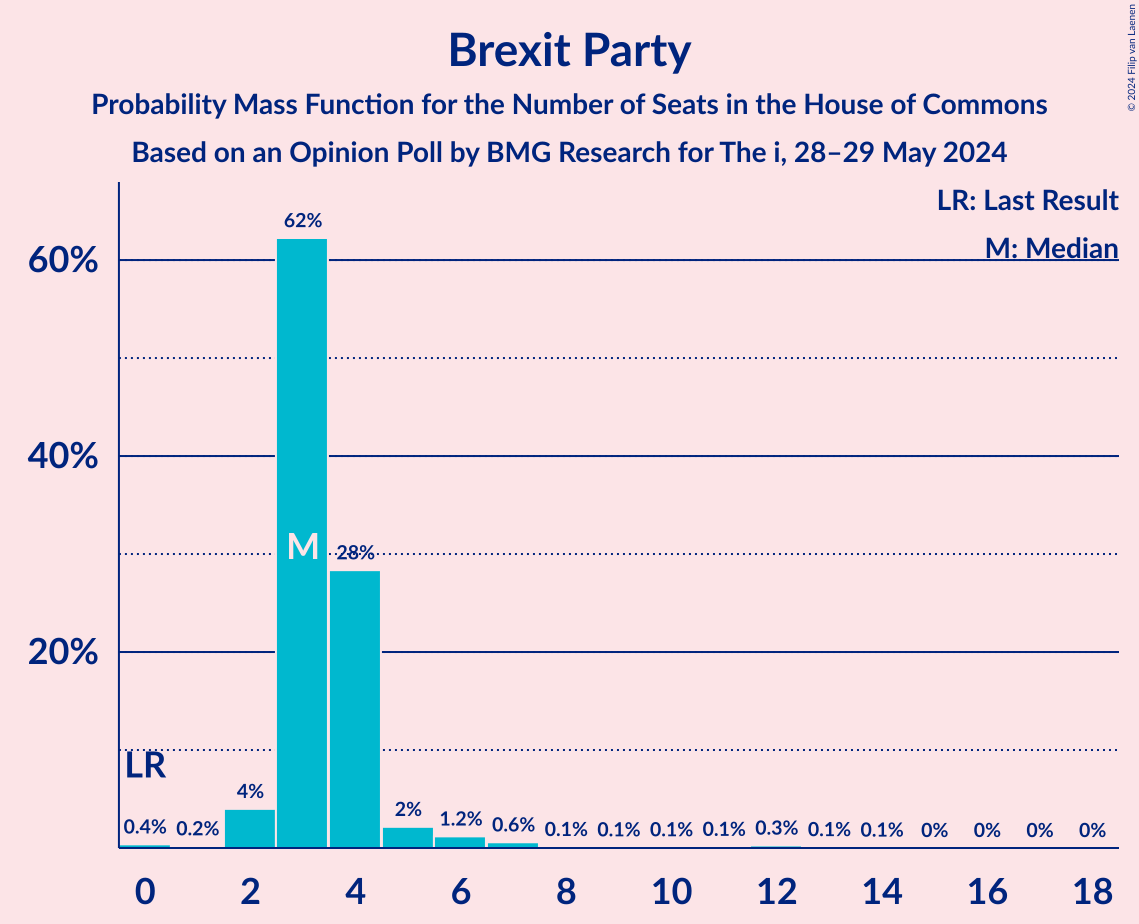 Brexit Party
Probability Mass Function for the Number of Seats in the House of Commons
Based on an Opinion Poll by BMG Research for The i, 28–29 May 2024
© 2024 Filip van Laenen
LR: Last Result
M: Median
60%
40%
20%
62%
M
28%
LR
0.4%
0.2%
4%
2%
1.2%
0.6%
0.1%
0.1%
0.1%
0.1%
0.3%
0.1%
0.1%
0%
0%
0%
0%
0 2 4 6 8 10 12 14 16 18